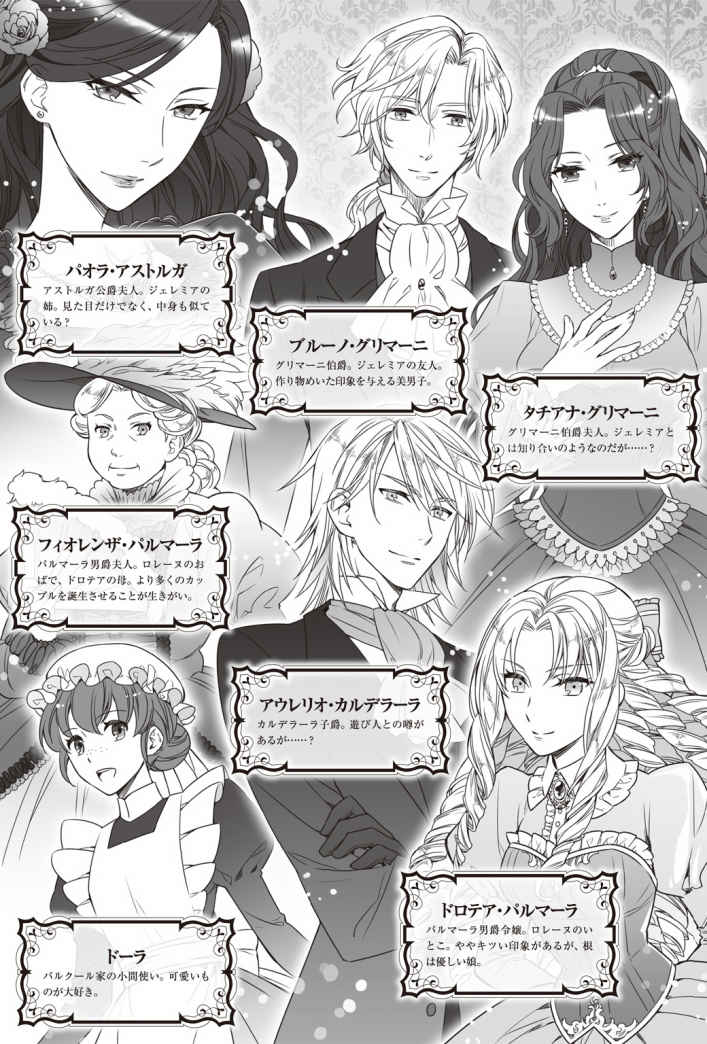 パオラ・アストルガ
アストルガ公爵夫人。ジェレミアの
姉。見た目だけでなく、中身も似て
いる？
ブルーノ・グリマーニ
グリマーニ伯爵。ジェレミアの友人。
作り物めいた印象を与える美男子。
タチアナ・グリマーニ
グリマーニ伯爵夫人。ジェレミアと
は知り合いのようなのだが……？
フィオレンザ・パルマーラ
パルマーラ男爵夫人。ロレーヌのお
ばで、ドロテアの母。より多くのカッ
プルを誕生させることが生きがい。
アウレリオ・カルデラーラ
カルデラーラ子爵。遊び人との噂が
あるが……？
ドロテア・パルマーラ
パルマーラ男爵令嬢。ロレーヌのい
とこ。ややキツい印象があるが、根
は優しい娘。
ドーラ
バルクール家の小間使い。可愛いも
のが大好き。